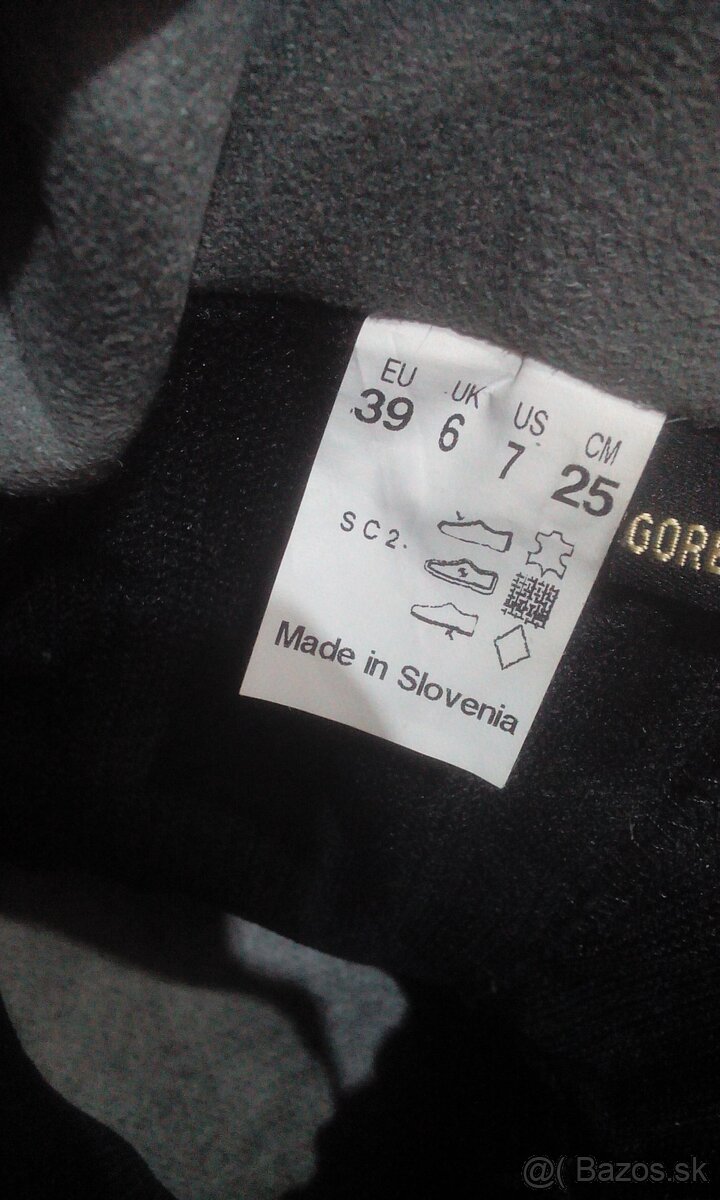 EU UK US CM
39 6 7 25
SC2.
Made in Slovenia
GORE
@( Bazos.sk